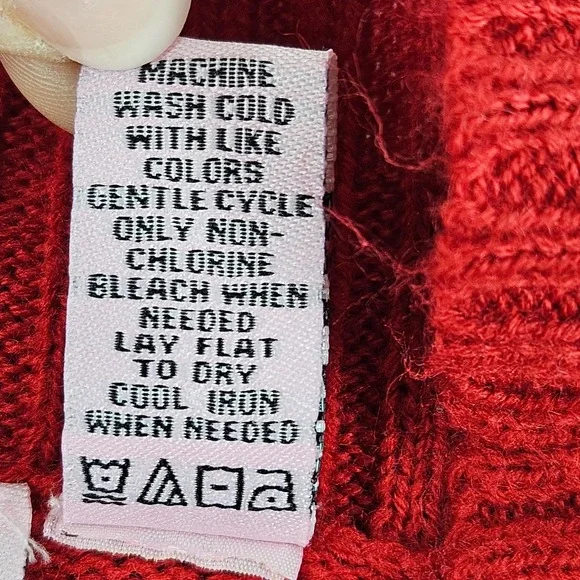 MACHINE
WASH COLD
WITH LIKE
COLORS
GENTLE CYCLE
ONLY NON-
CHLORINE
BLEACH WHEN
NEEDED
LAY FLAT
TO DRY
COOL IRON
WHEN NEEDED